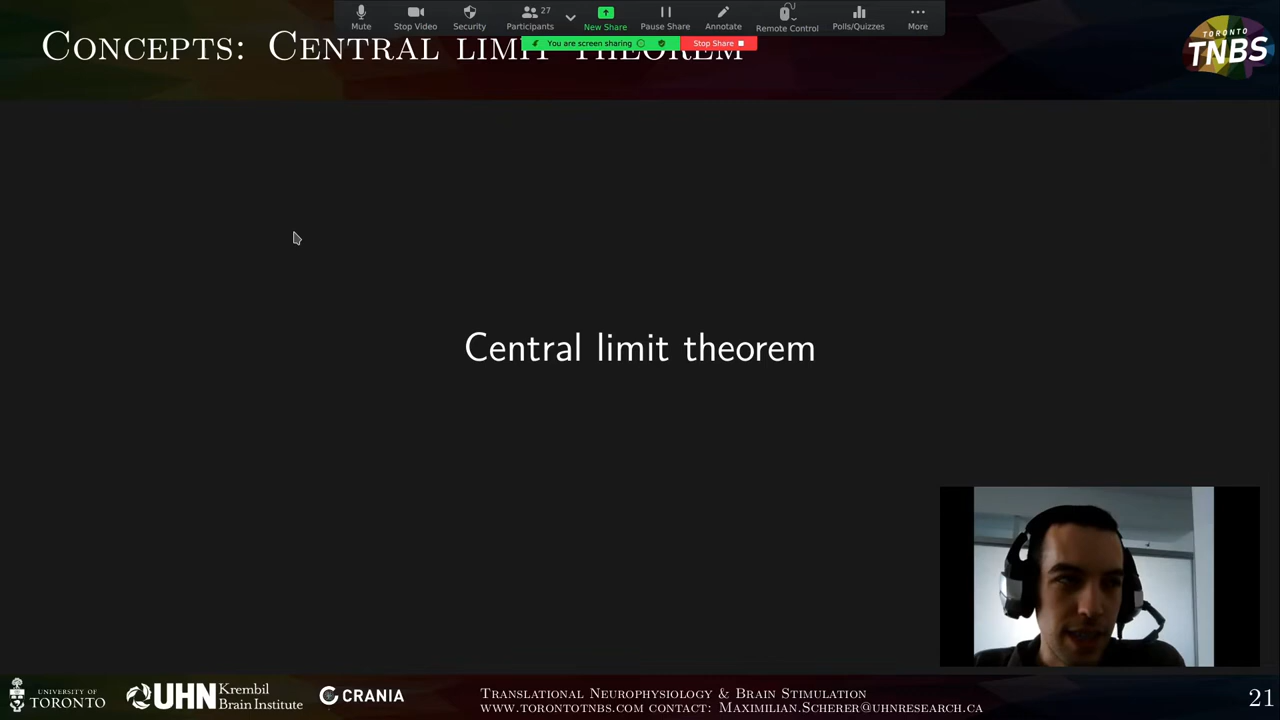 Mute
Stop Video
Security
Participants
27
New Share
Pause Share
Annotate
Remote Control
Polls/Quizzes
More
You are screen sharing
Stop Share
Concepts: Central limit theorem
TORONTO
TNBS
Central limit theorem
UNIVERSITY OF
TORONTO
UHN
Krembil
Brain Institute
CRANIA
Translational Neurophysiology & Brain Stimulation
www.torontotnbs.com contact: Maximilian.Scherer@uhnresearch.ca
21